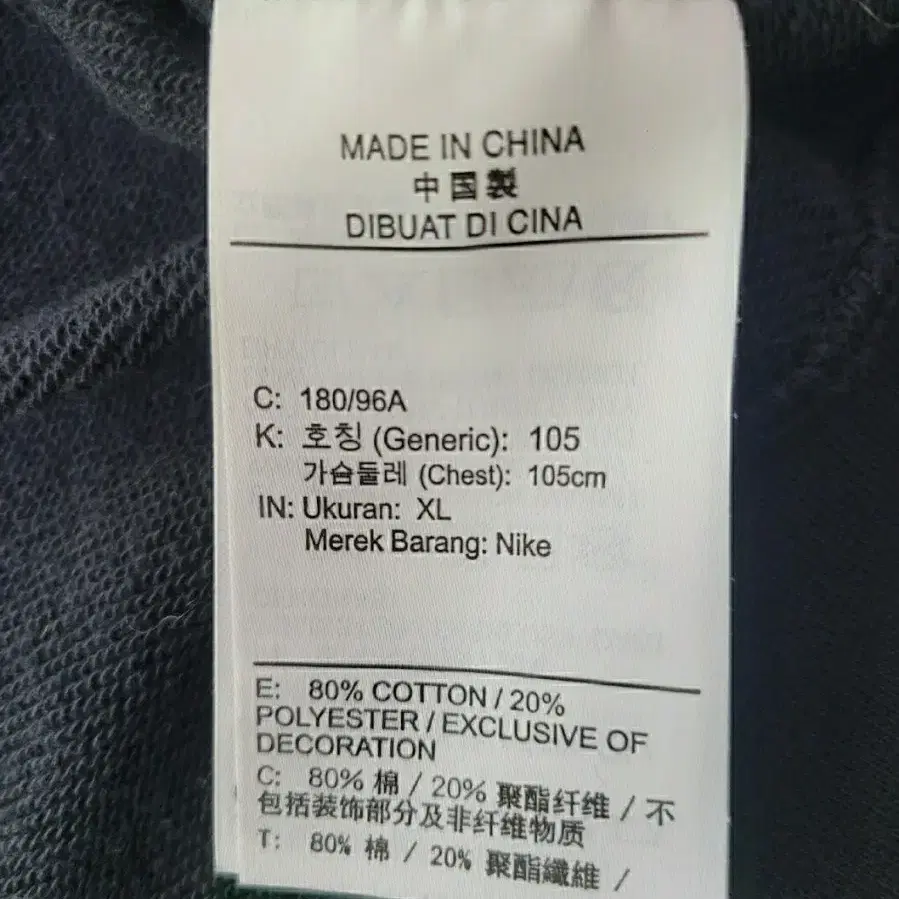 MADE IN CHINA
中国製
DIBUAT DI CINA
C: 180/96A
K: 호칭 (Generic): 105
가슴둘레 (Chest): 105cm
IN: Ukuran: XL
Merek Barang: Nike
E: 80% COTTON / 20%
POLYESTER / EXCLUSIVE OF
DECORATION
C: 80% 棉 / 20% 聚酯纤维 / 不
包括装饰部分及非纤维物质
T: 80% 棉 / 20% 聚酯纖維 /